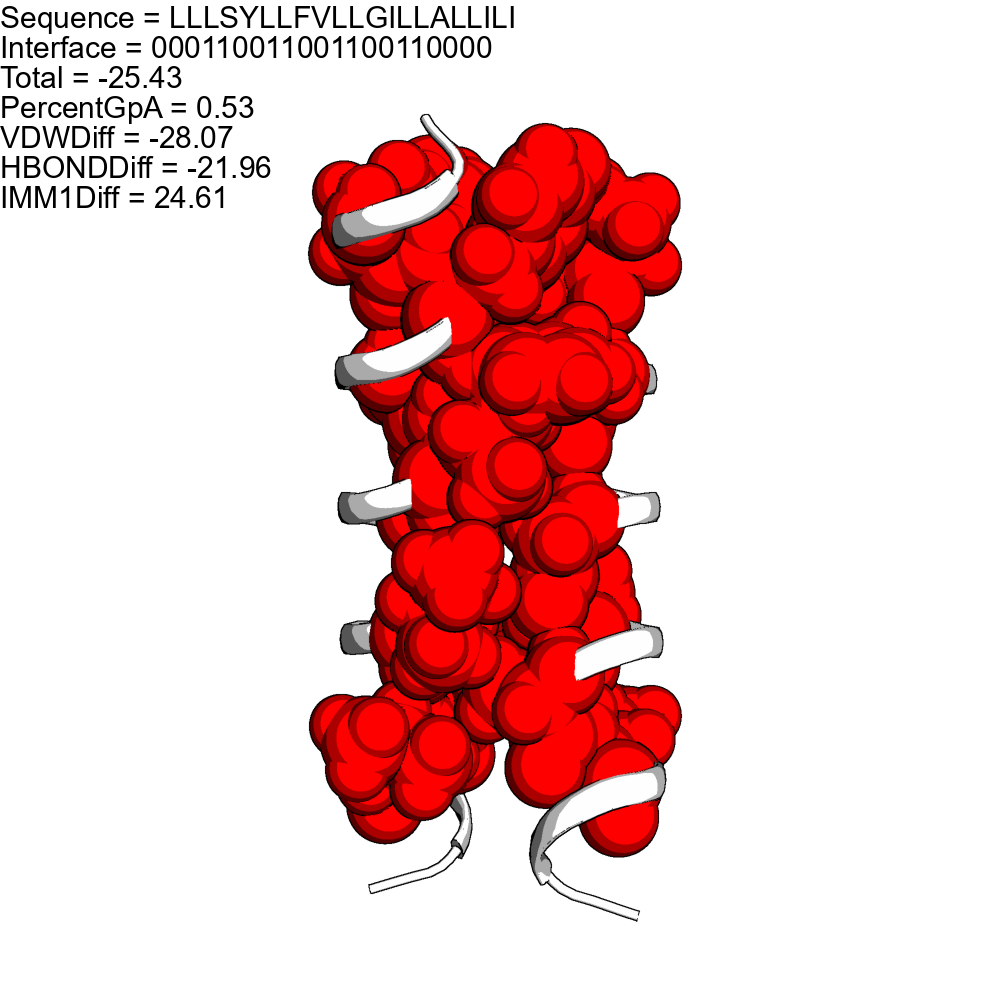 Sequence = LLLSYLLFVLLGILLALLILI
Interface = 000110011001100110000
Total = -25.43
PercentGpA = 0.53
VDWDiff = -28.07
HBONDDiff = -21.96
IMM1Diff = 24.61